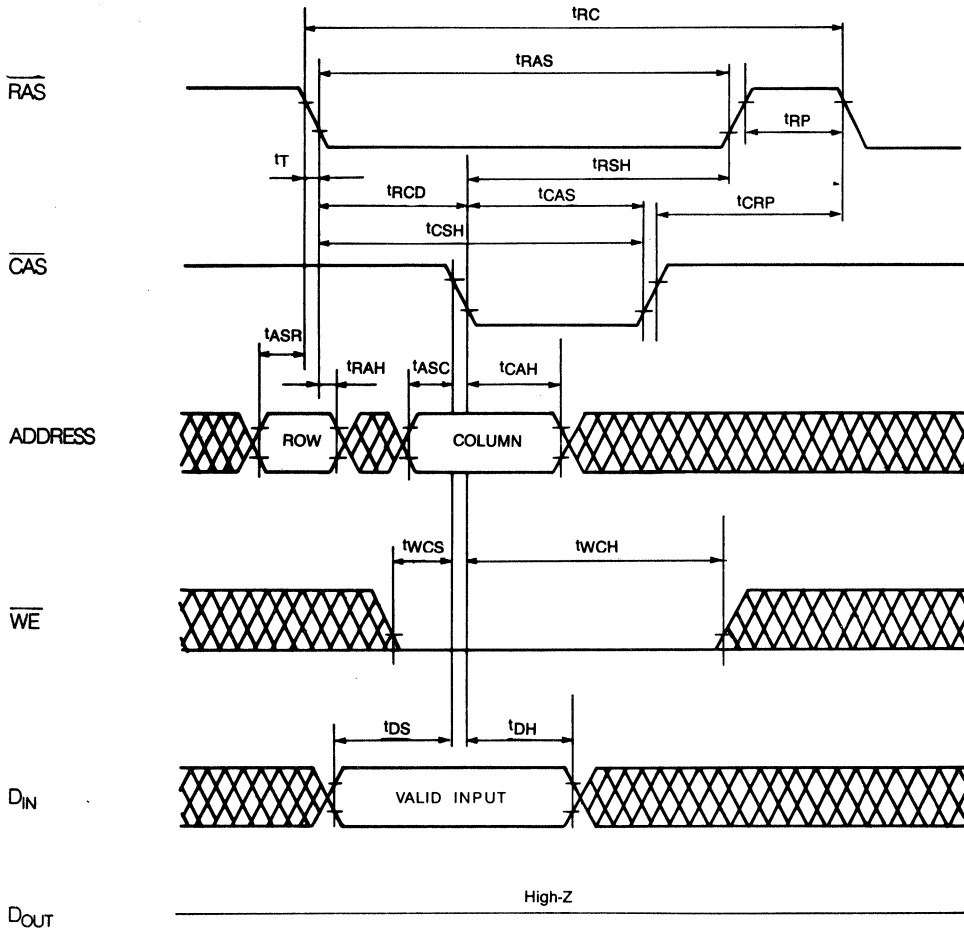 tRC
tRAS
RAS
tRP
tT
tRSH
tRCD
tCAS
tCRP
tCSH
CAS
tASR
tRAH
tASC
tCAH
ADDRESS
ROW
COLUMN
tWCS
tWCH
WE
tDS
tDH
DIN
VALID INPUT
High-Z
DOUT